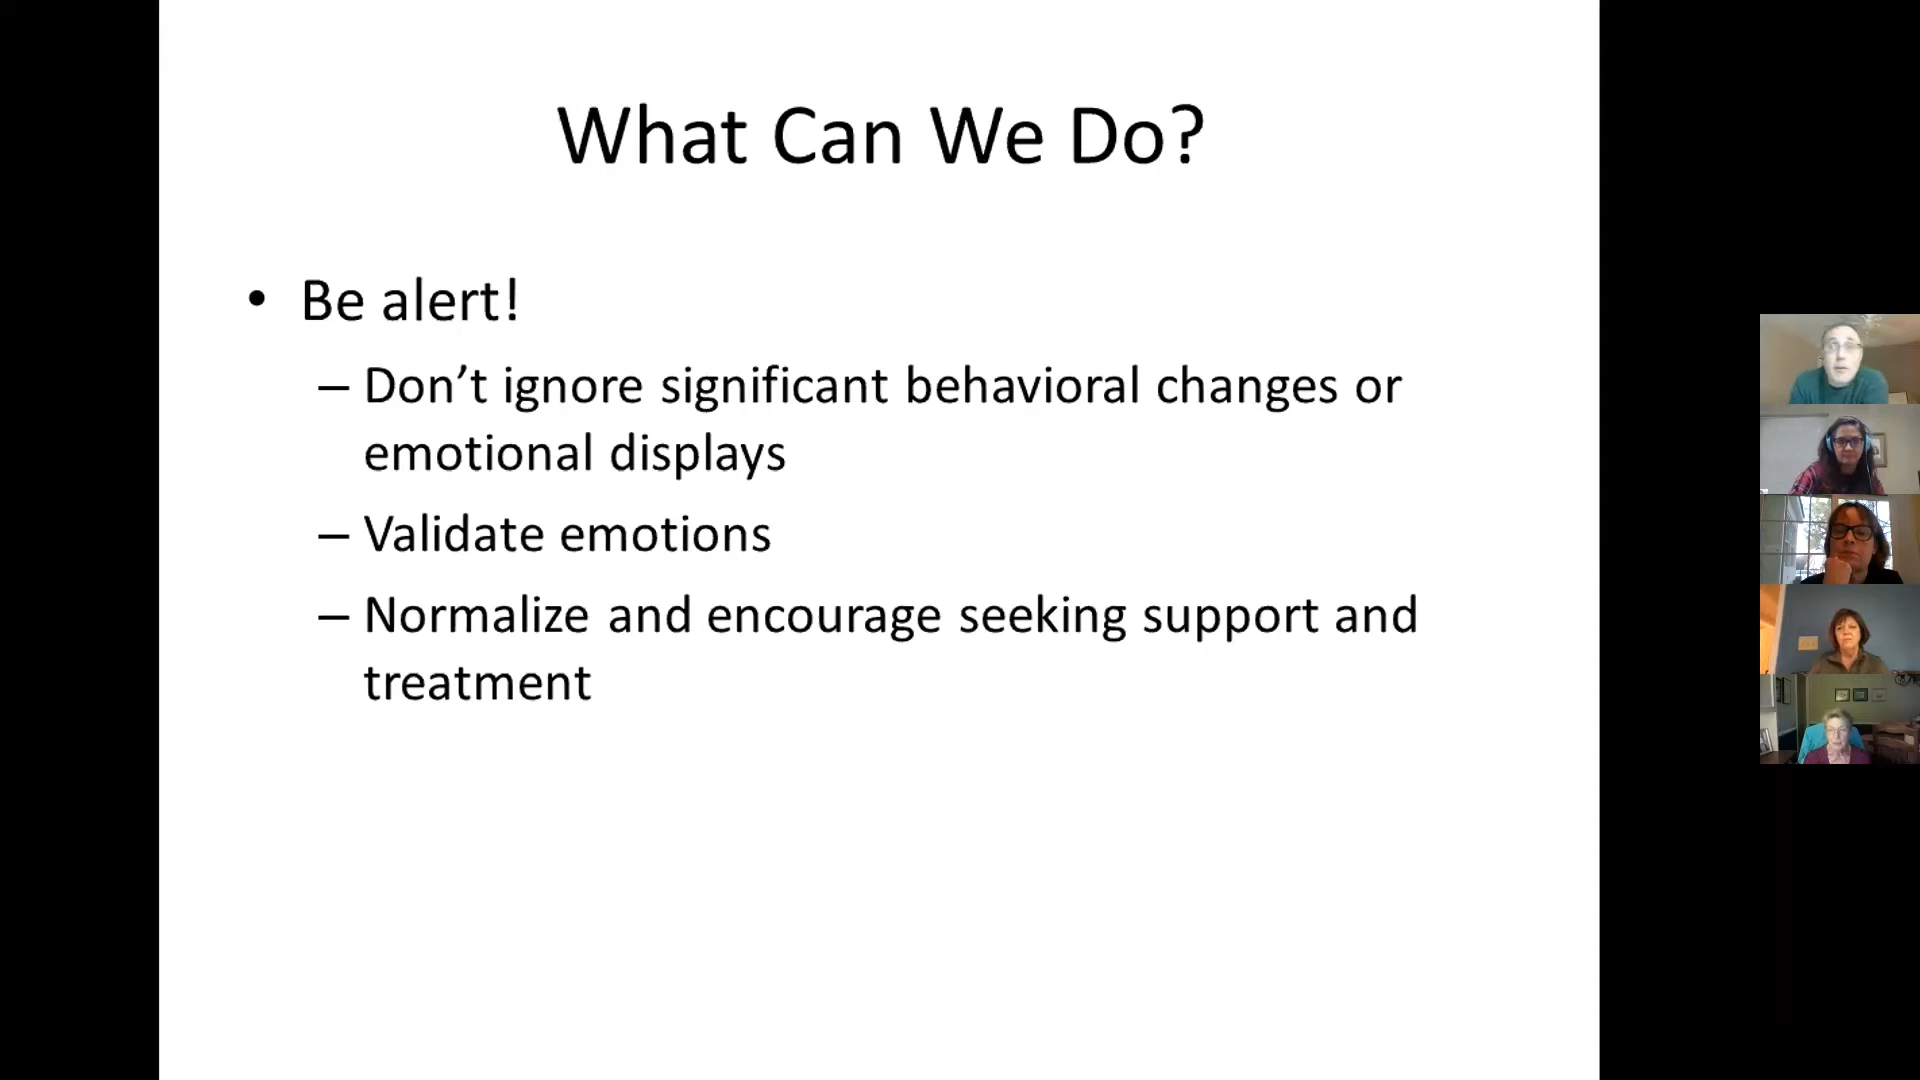 What Can We Do?
• Be alert!
– Don’t ignore significant behavioral changes or
emotional displays
– Validate emotions
– Normalize and encourage seeking support and
treatment